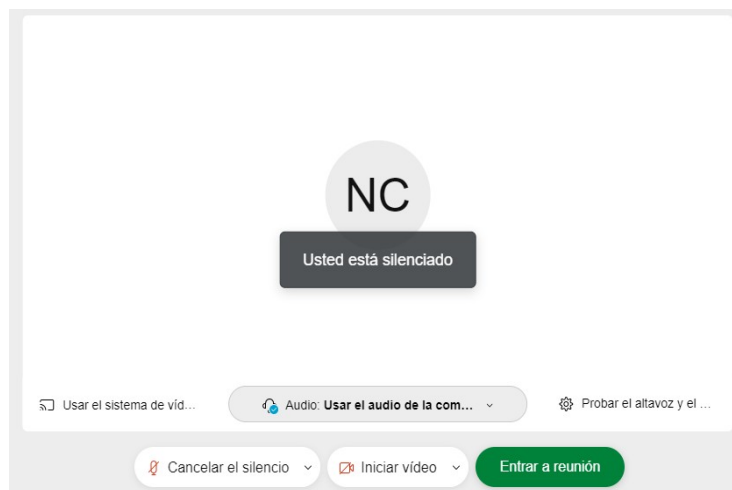 NC
Usted está silenciado
Usar el sistema de víd...
Audio: Usar el audio de la com...
Probar el altavoz y el ...
Cancelar el silencio
Iniciar vídeo
Entrar a reunión